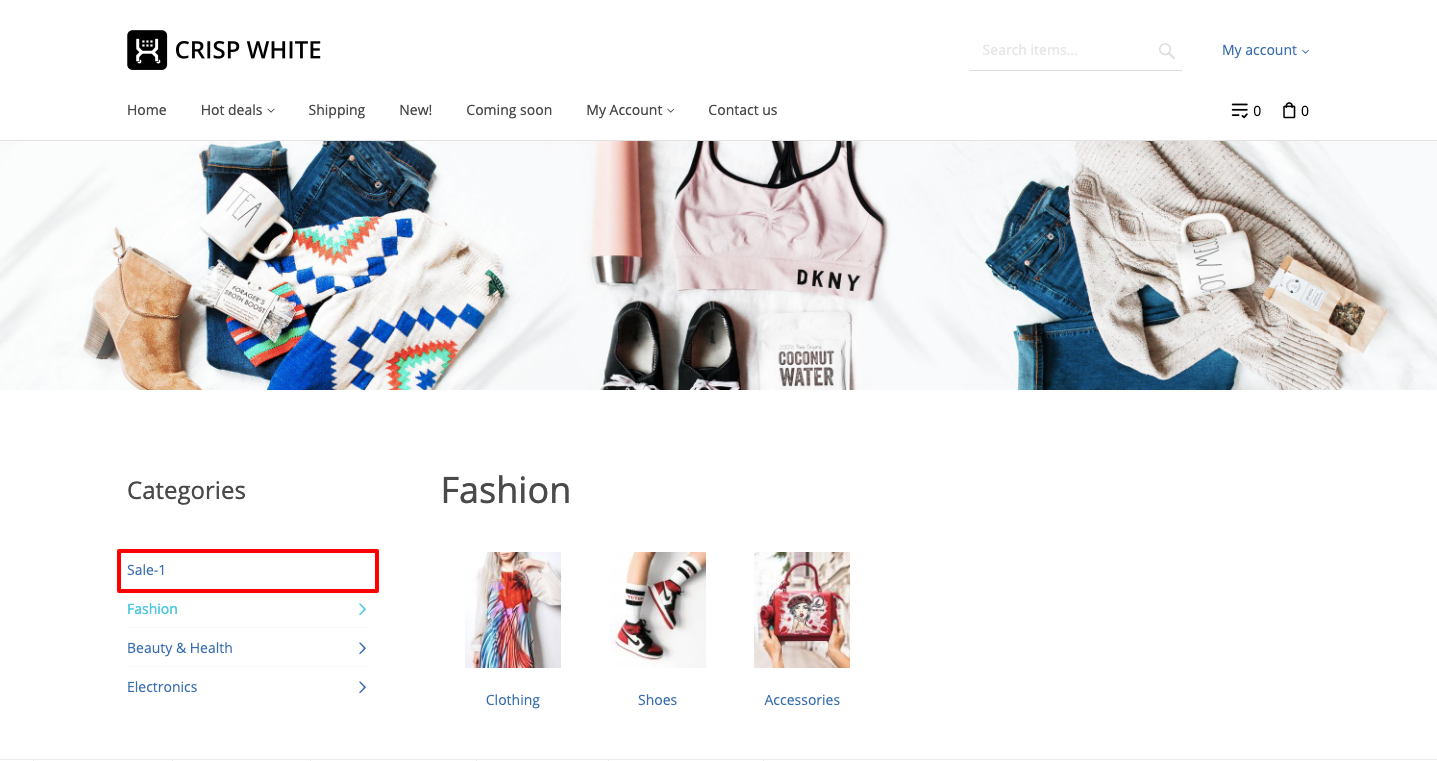 CRISP WHITE
Search items...
My account
Home Hot deals Shipping New! Coming soon My Account Contact us 0 0
TEA
FORAGER'S
BROTH BOOST
DKNY
COCONUT
WATER
Categories
Fashion
Sale-1
Fashion
Beauty & Health
Electronics
Clothing Shoes Accessories